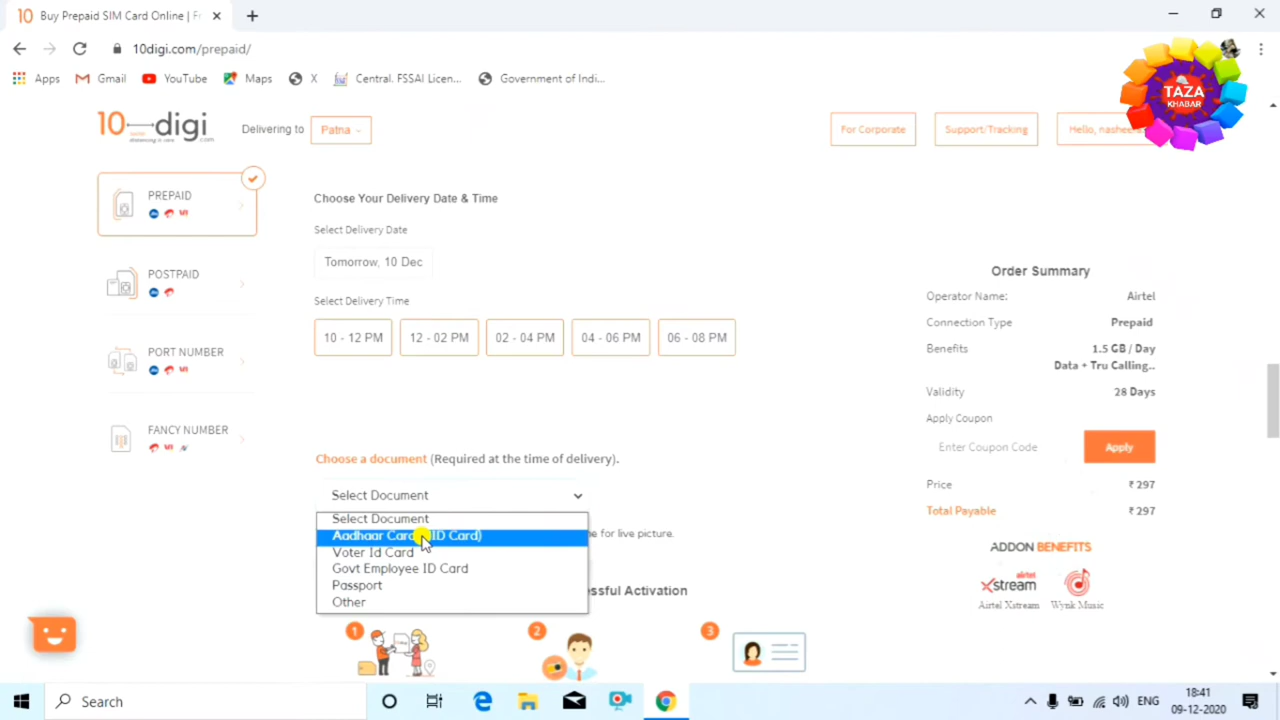 10 Buy Prepaid SIM Card Online | Fr
10digi.com/prepaid/
Apps
Gmail
YouTube
Maps
X
Central. FSSAI Licen...
Government of Indi...
TAZA
KHABAR
10 digi
.com
Delivering to
Patna
For Corporate
Support/Tracking
Hello, nasheen
PREPAID
POSTPAID
PORT NUMBER
FANCY NUMBER
Choose Your Delivery Date & Time
Select Delivery Date
Tomorrow, 10 Dec
Select Delivery Time
10 - 12 PM
12 - 02 PM
02 - 04 PM
04 - 06 PM
06 - 08 PM
Choose a document (Required at the time of delivery).
Select Document
Select Document
Aadhaar Card (ID Card)
Voter Id Card
Govt Employee ID Card
Passport
Other
e for live picture.
ssful Activation
1
2
3
Order Summary
Operator Name: Airtel
Connection Type Prepaid
Benefits 1.5 GB / Day
Data + Tru Calling..
Validity 28 Days
Apply Coupon
Enter Coupon Code
Apply
Price ₹ 297
Total Payable ₹ 297
ADDON BENEFITS
airtel
Xstream
Airtel Xstream
Wynk Music
Search
ENG
18:41
09-12-2020